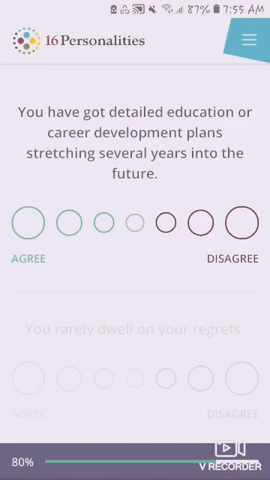 87% 7:55 AM
16Personalities
You have got detailed education or
career development plans
stretching several years into the
future.
AGREE DISAGREE
You rarely dwell on your regrets.
AGREE DISAGREE
80%
V RECORDER